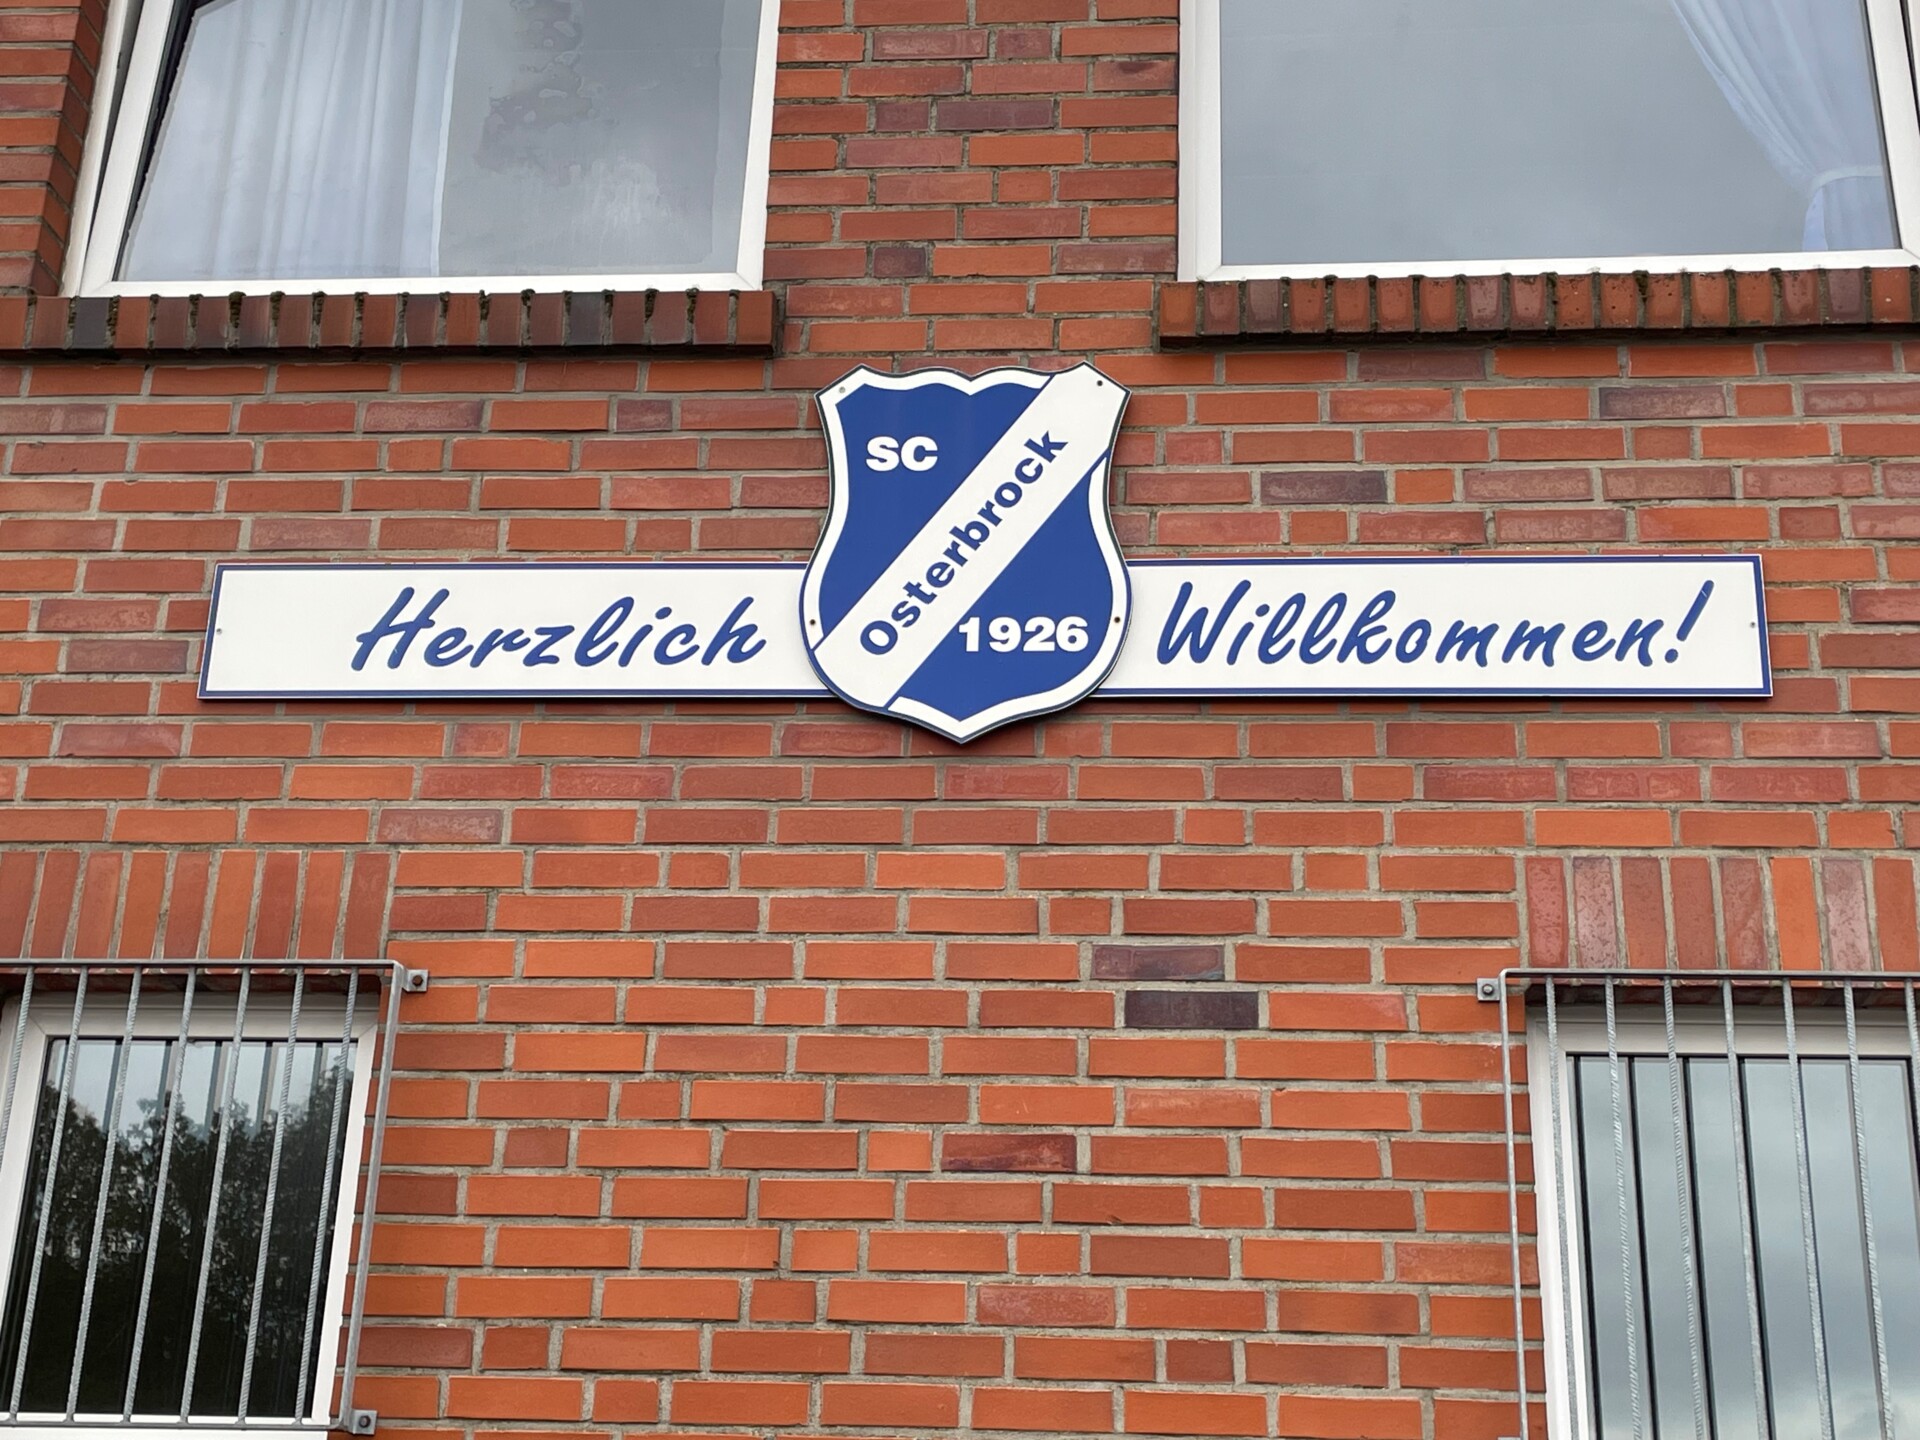 SC
Osterbrock
1926
Herzlich Willkommen!